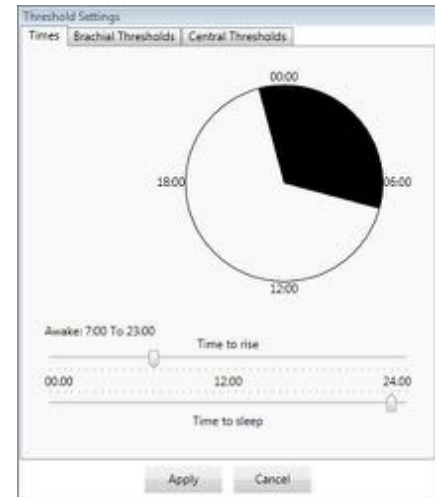 Threshold Settings
Times Brachial Thresholds Central Thresholds
00:00
18:00 06:00
12:00
Awake: 7:00 To 23:00
Time to rise
00:00 12:00 24:00
Time to sleep
Apply Cancel